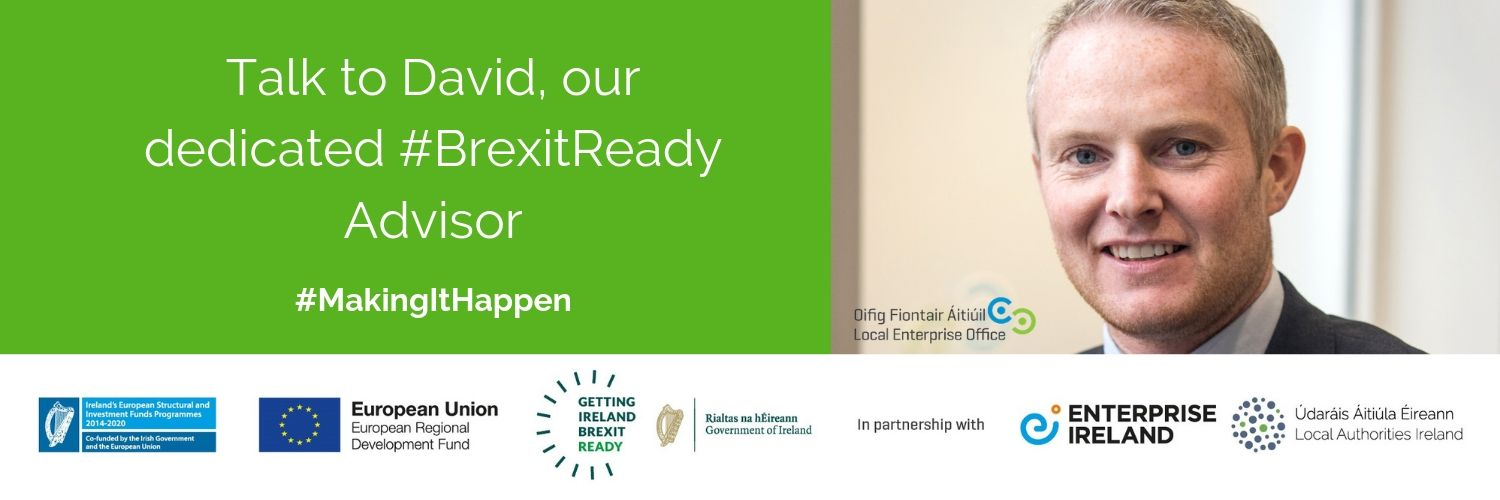 Talk to David, our
dedicated #BrexitReady
Advisor
#MakingItHappen
Oifig Fiontair Áitiúil
Local Enterprise Office
Ireland's European Structural and
Investment Funds Programmes
2014-2020
Co-funded by the Irish Government
and the European Union
European Union
European Regional
Development Fund
GETTING
IRELAND
BREXIT
READY
Rialtas na hÉireann
Government of Ireland
In partnership with
ENTERPRISE
IRELAND
Údaráis Áitiúla Éireann
Local Authorities Ireland